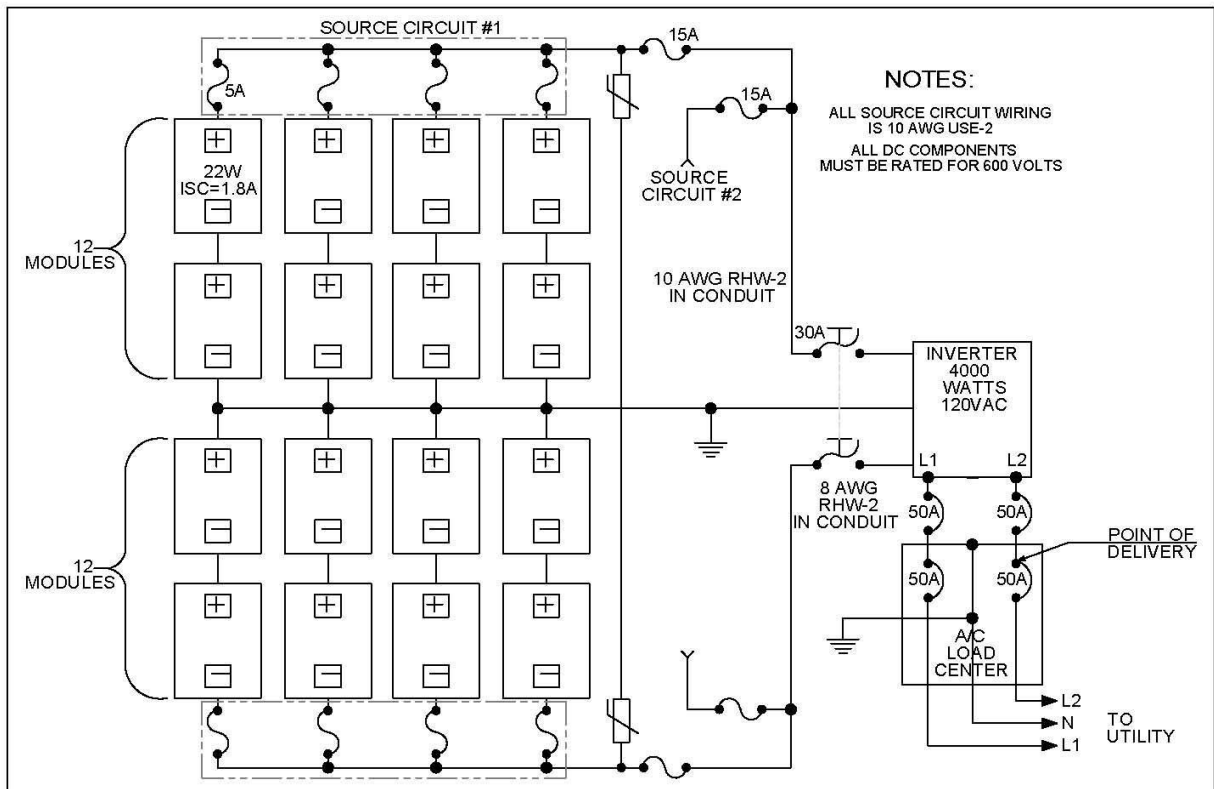 SOURCE CIRCUIT #1
15A
5A
15A
NOTES:
ALL SOURCE CIRCUIT WIRING
IS 10 AWG USE-2
ALL DC COMPONENTS
MUST BE RATED FOR 600 VOLTS
22W
ISC=1.8A
SOURCE
CIRCUIT #2
12
MODULES
10 AWG RHW-2
IN CONDUIT
30A
INVERTER
4000
WATTS
120VAC
L1
L2
8 AWG
RHW-2
IN CONDUIT
50A
50A
POINT OF
DELIVERY
50A
50A
12
MODULES
A/C
LOAD
CENTER
L2
N
L1
TO
UTILITY